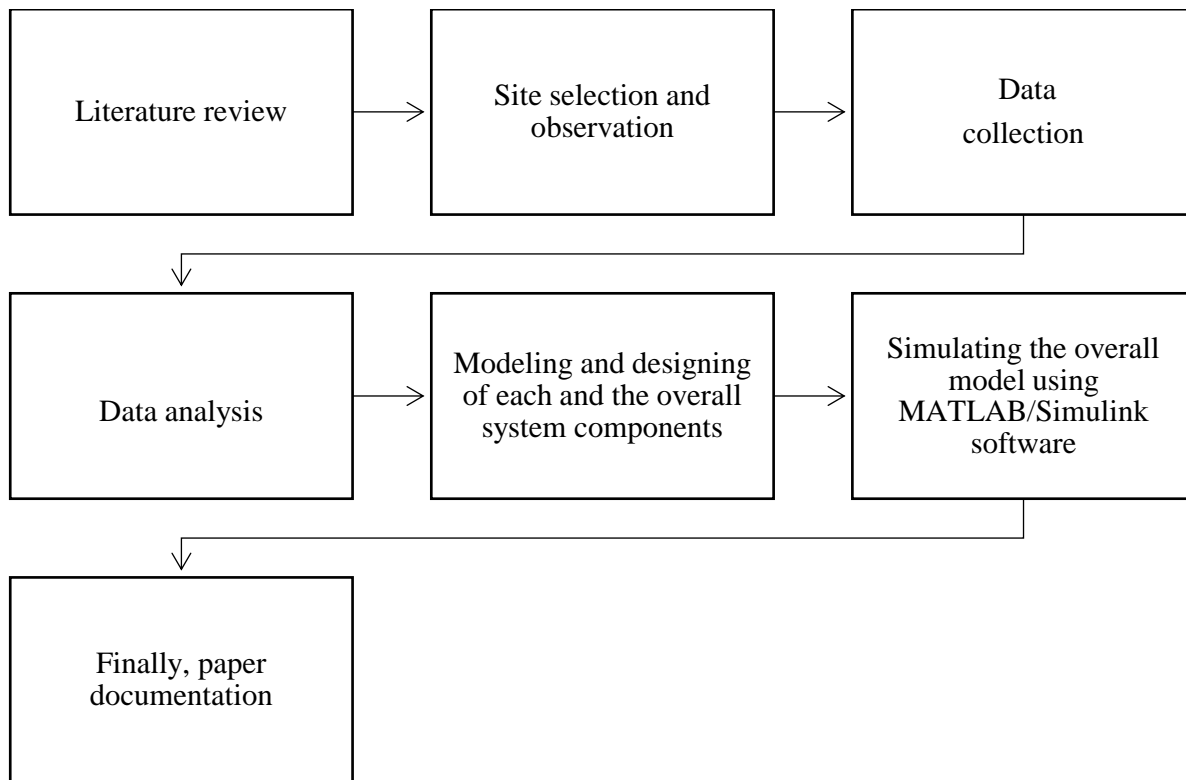 Literature review
Site selection and
observation
Data
collection
Data analysis
Modeling and designing
of each and the overall
system components
Simulating the overall
model using
MATLAB/Simulink
software
Finally, paper
documentation